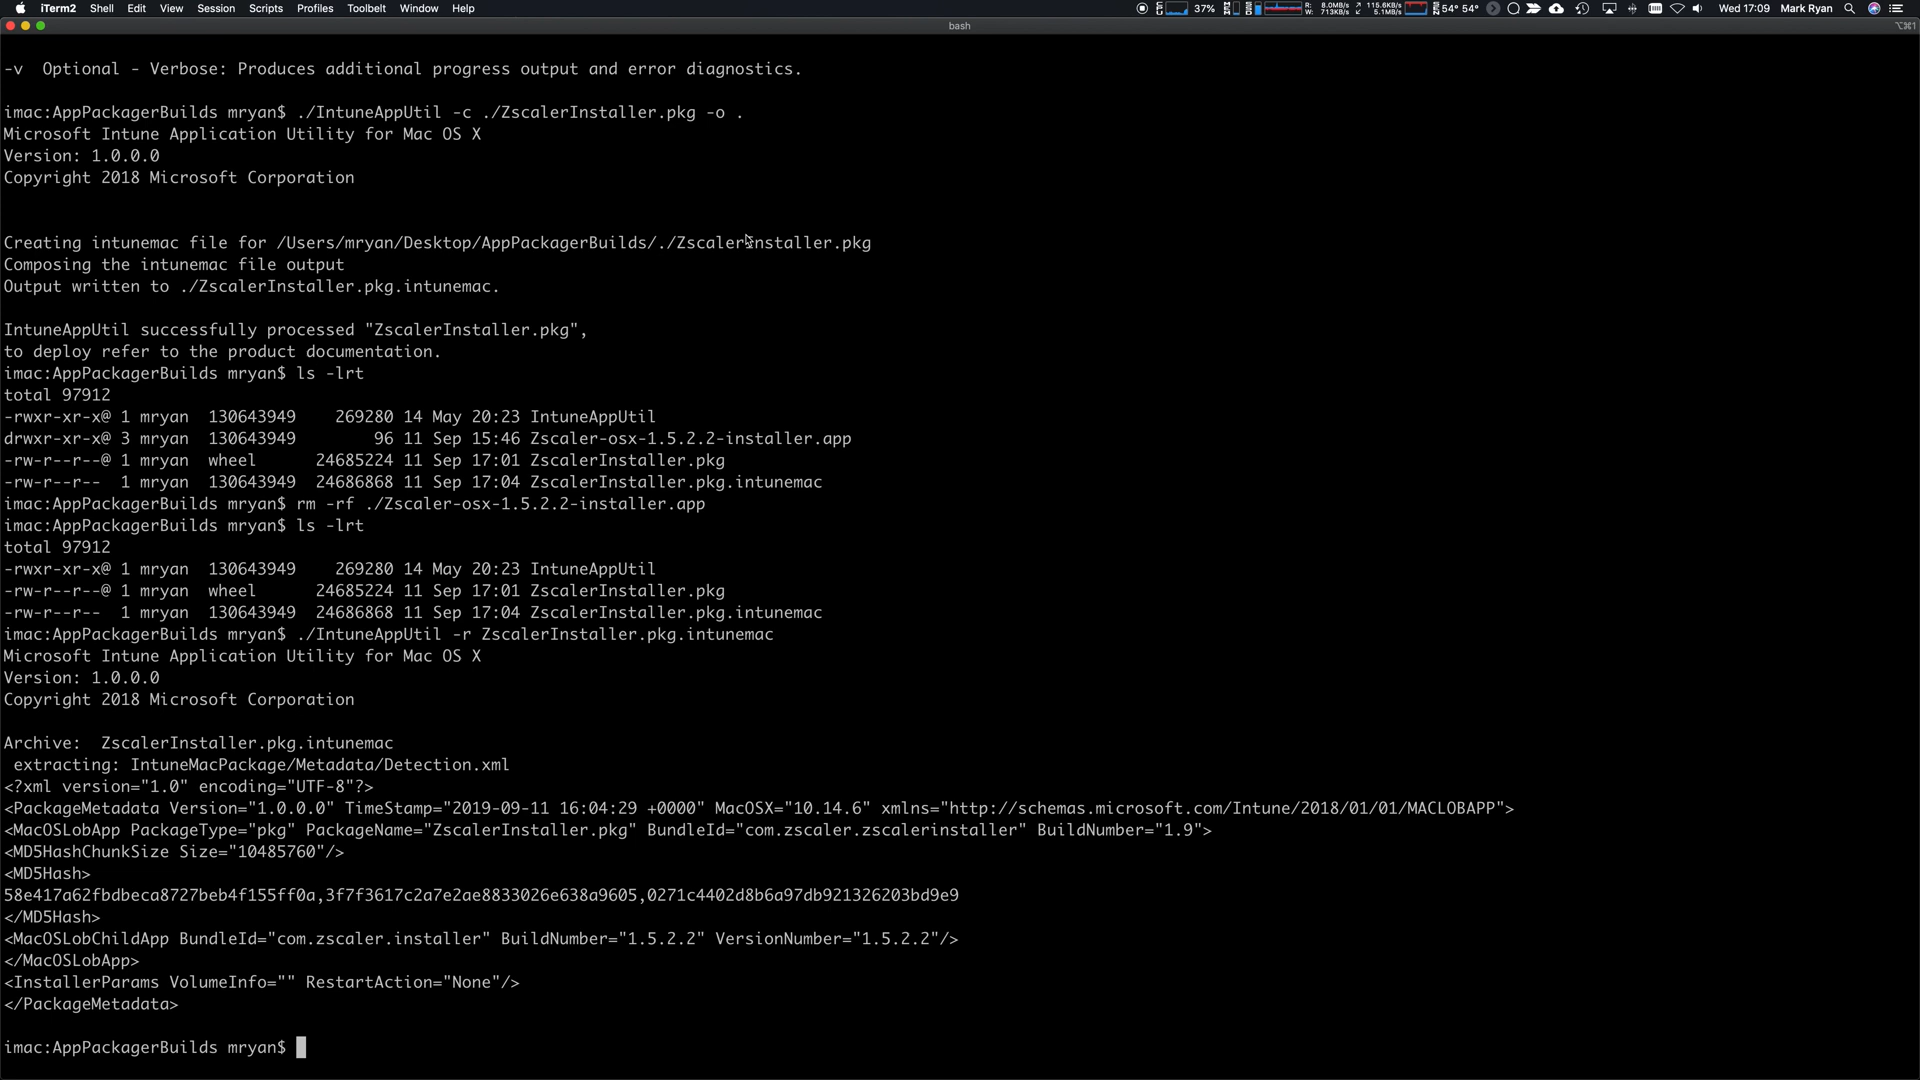 iTerm2 Shell Edit View Session Scripts Profiles Toolbelt Window Help 37% R: 8.0MB/s W: 713KB/s 115.6KB/s 5.1MB/s 54° 54° Wed 17:09 Mark Ryan
bash ⌥⌘1
-v  Optional - Verbose: Produces additional progress output and error diagnostics.
imac:AppPackagerBuilds mryan$ ./IntuneAppUtil -c ./ZscalerInstaller.pkg -o .
Microsoft Intune Application Utility for Mac OS X
Version: 1.0.0.0
Copyright 2018 Microsoft Corporation
Creating intunemac file for /Users/mryan/Desktop/AppPackagerBuilds/./ZscalerInstaller.pkg
Composing the intunemac file output
Output written to ./ZscalerInstaller.pkg.intunemac.
IntuneAppUtil successfully processed "ZscalerInstaller.pkg",
to deploy refer to the product documentation.
imac:AppPackagerBuilds mryan$ ls -lrt
total 97912
-rwxr-xr-x@ 1 mryan  130643949    269280 14 May 20:23 IntuneAppUtil
drwxr-xr-x@ 3 mryan  130643949        96 11 Sep 15:46 Zscaler-osx-1.5.2.2-installer.app
-rw-r--r--@ 1 mryan  wheel      24685224 11 Sep 17:01 ZscalerInstaller.pkg
-rw-r--r--  1 mryan  130643949  24686868 11 Sep 17:04 ZscalerInstaller.pkg.intunemac
imac:AppPackagerBuilds mryan$ rm -rf ./Zscaler-osx-1.5.2.2-installer.app
imac:AppPackagerBuilds mryan$ ls -lrt
total 97912
-rwxr-xr-x@ 1 mryan  130643949    269280 14 May 20:23 IntuneAppUtil
-rw-r--r--@ 1 mryan  wheel      24685224 11 Sep 17:01 ZscalerInstaller.pkg
-rw-r--r--  1 mryan  130643949  24686868 11 Sep 17:04 ZscalerInstaller.pkg.intunemac
imac:AppPackagerBuilds mryan$ ./IntuneAppUtil -r ZscalerInstaller.pkg.intunemac
Microsoft Intune Application Utility for Mac OS X
Version: 1.0.0.0
Copyright 2018 Microsoft Corporation
Archive:  ZscalerInstaller.pkg.intunemac
 extracting: IntuneMacPackage/Metadata/Detection.xml
<?xml version="1.0" encoding="UTF-8"?>
<PackageMetadata Version="1.0.0.0" TimeStamp="2019-09-11 16:04:29 +0000" MacOSX="10.14.6" xmlns="http://schemas.microsoft.com/Intune/2018/01/01/MACLOBAPP">
<MacOSLobApp PackageType="pkg" PackageName="ZscalerInstaller.pkg" BundleId="com.zscaler.zscalerinstaller" BuildNumber="1.9">
<MD5HashChunkSize Size="10485760"/>
<MD5Hash>
58e417a62fbdbeca8727beb4f155ff0a,3f7f3617c2a7e2ae8833026e638a9605,0271c4402d8b6a97db921326203bd9e9
</MD5Hash>
<MacOSLobChildApp BundleId="com.zscaler.installer" BuildNumber="1.5.2.2" VersionNumber="1.5.2.2"/>
</MacOSLobApp>
<InstallerParams VolumeInfo="" RestartAction="None"/>
</PackageMetadata>
imac:AppPackagerBuilds mryan$